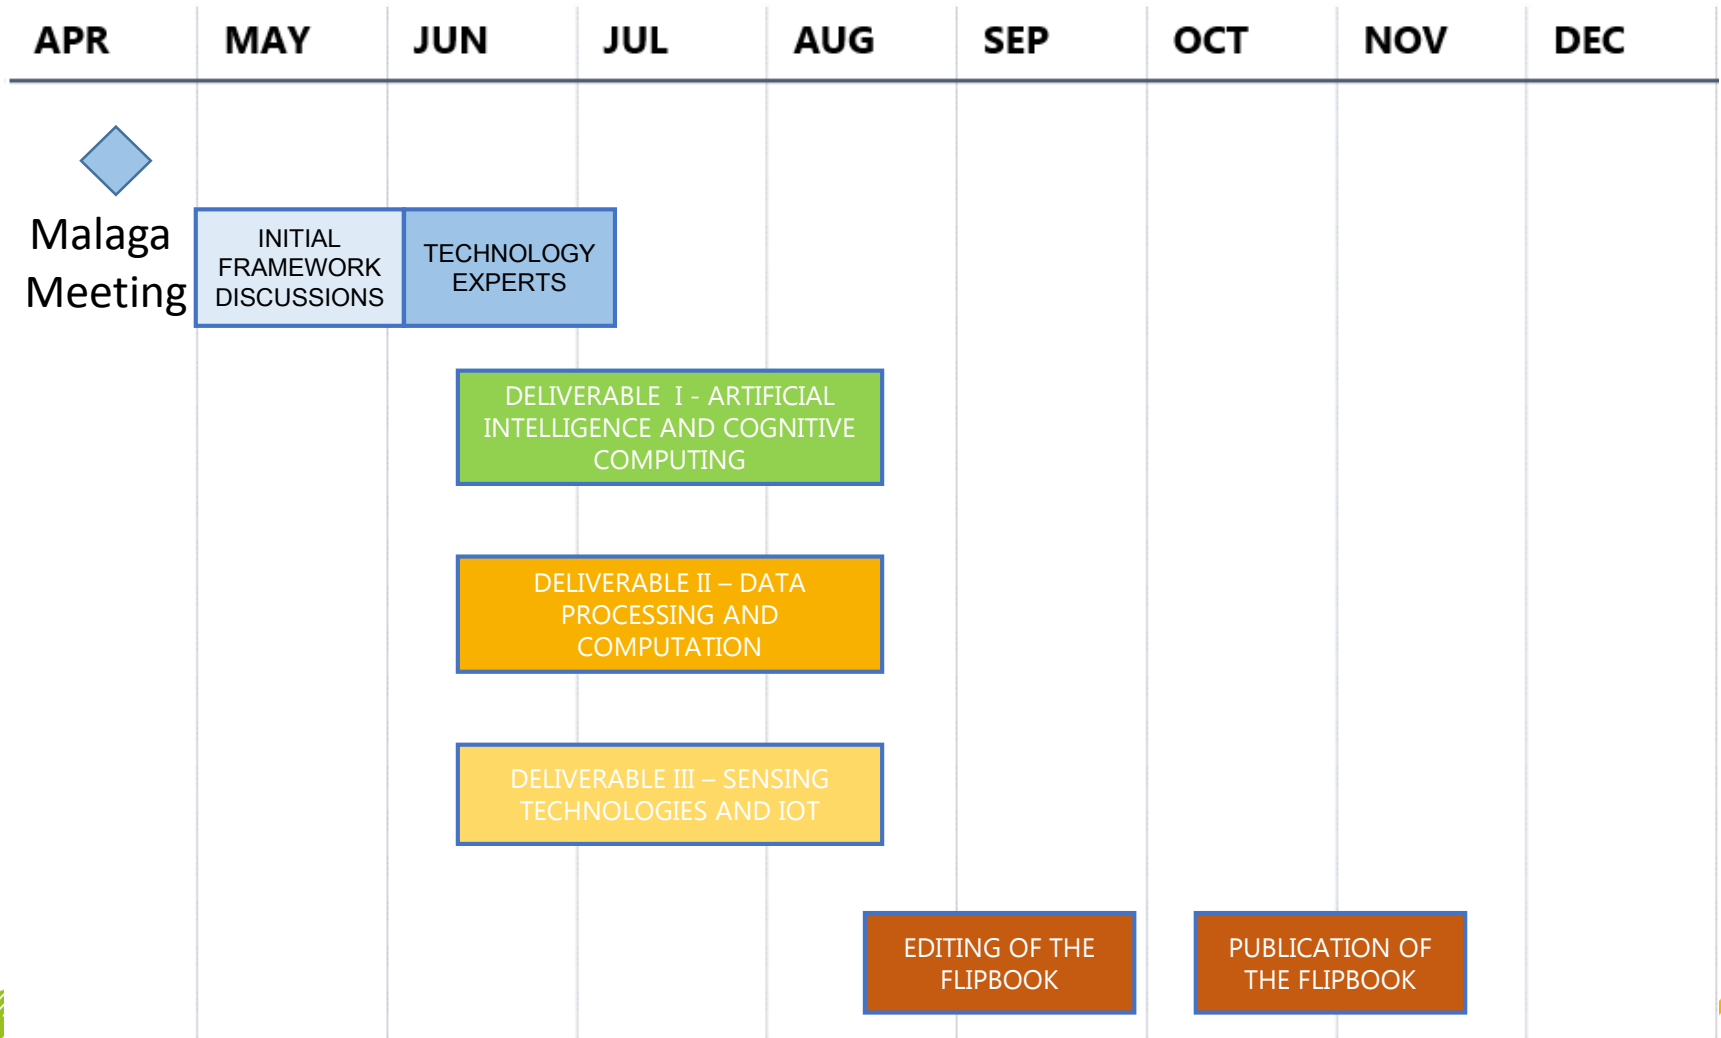 APR MAY JUN JUL AUG SEP OCT NOV DEC
Malaga
Meeting
INITIAL
FRAMEWORK
DISCUSSIONS
TECHNOLOGY
EXPERTS
DELIVERABLE I - ARTIFICIAL
INTELLIGENCE AND COGNITIVE
COMPUTING
DELIVERABLE II – DATA
PROCESSING AND
COMPUTATION
DELIVERABLE III – SENSING
TECHNOLOGIES AND IOT
EDITING OF THE
FLIPBOOK
PUBLICATION OF
THE FLIPBOOK